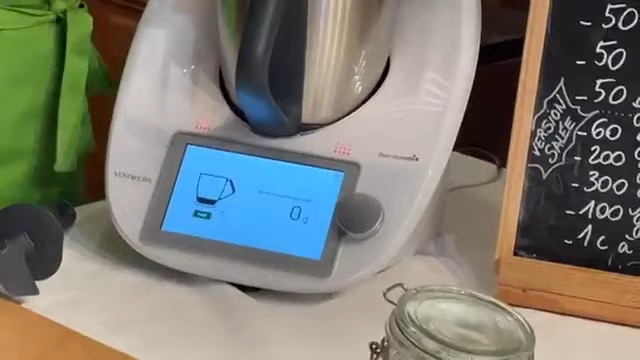 VORWERK
thermomix
0 g
- 50
- 50
- 50 g
VERSION
SALÉE
- 60
- 200 g
- 300
- 100 g
- 1 c à